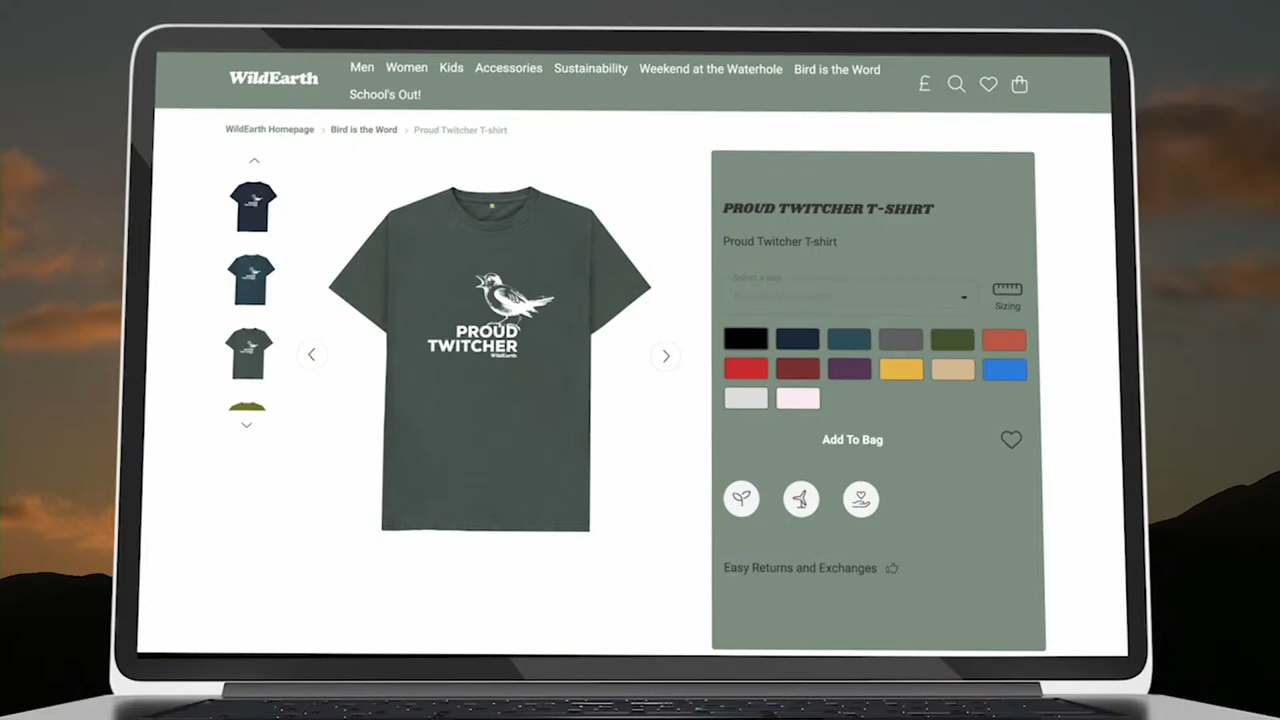 WildEarth
Men Women Kids Accessories Sustainability Weekend at the Waterhole Bird is the Word
School's Out!
£
WildEarth Homepage > Bird is the Word > Proud Twitcher T-shirt
PROUD
TWITCHER
WildEarth
PROUD TWITCHER T-SHIRT
Proud Twitcher T-shirt
Select a size
Sizing
Add To Bag
Easy Returns and Exchanges